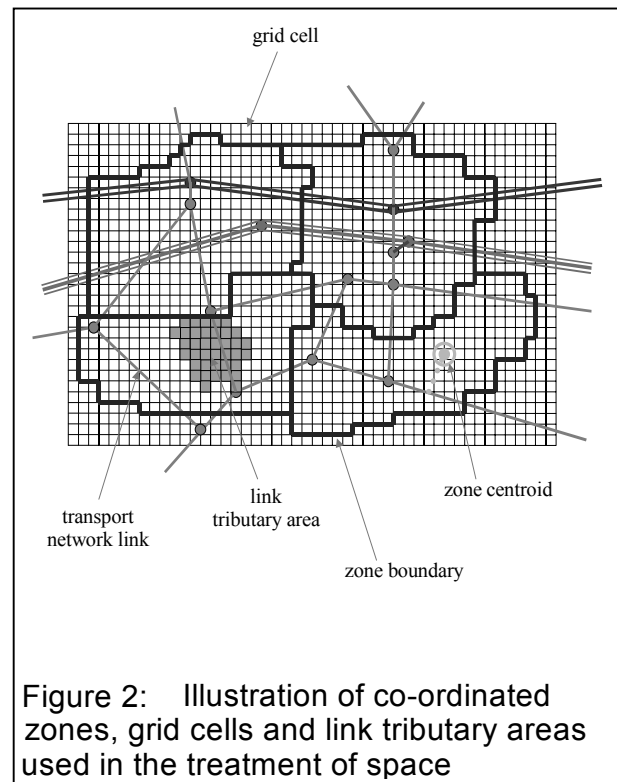 grid cell
link
tributary area
zone centroid
transport
network link
zone boundary
Figure 2: Illustration of co-ordinated
zones, grid cells and link tributary areas
used in the treatment of space